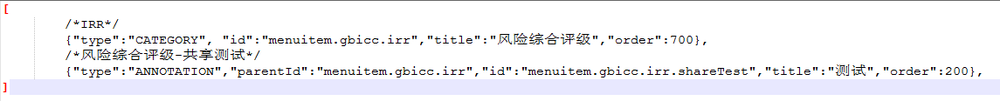 [
/*IRR*/
{"type":"CATEGORY", "id":"menuitem.gbicc.irr","title":"风险综合评级","order":700},
/*风险综合评级-共享测试*/
{"type":"ANNOTATION","parentId":"menuitem.gbicc.irr","id":"menuitem.gbicc.irr.shareTest","title":"测试","order":200},
]